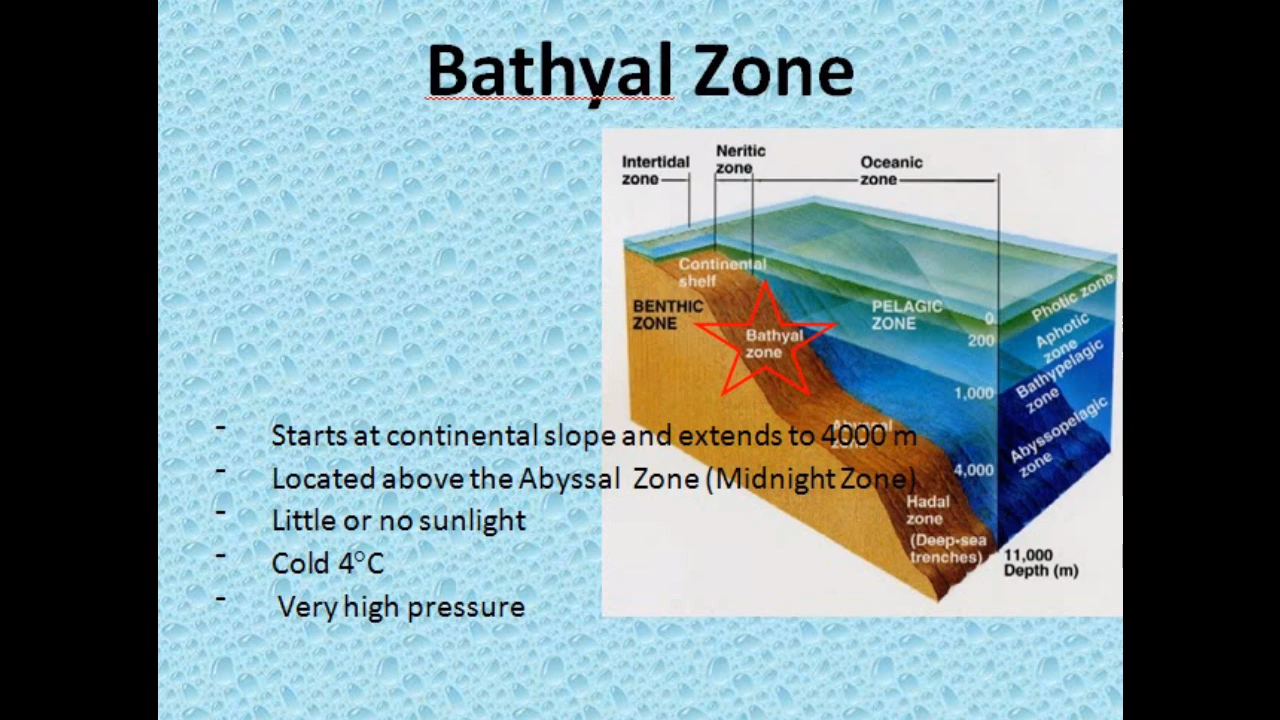 Bathyal Zone
Intertidal
zone
Neritic
zone
Oceanic
zone
Continental
shelf
BENTHIC
ZONE
PELAGIC
ZONE
Bathyal
zone
0
200
1,000
4,000
Photic zone
Aphotic
zone
Bathypelagic
zone
Abyssopelagic
zone
Hadal
zone
(Deep-sea
trenches)
11,000
Depth (m)
- Starts at continental slope and extends to 4000 m
- Located above the Abyssal Zone (Midnight Zone)
- Little or no sunlight
- Cold 4°C
- Very high pressure